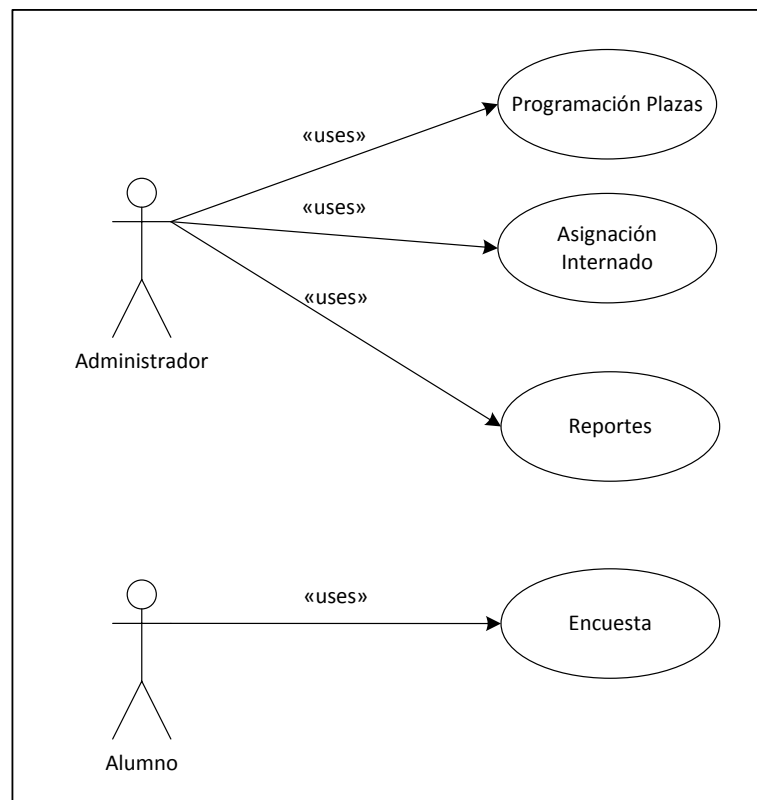 Programación Plazas
«uses»
«uses»
Asignación
Internado
«uses»
Administrador
Reportes
«uses»
Encuesta
Alumno